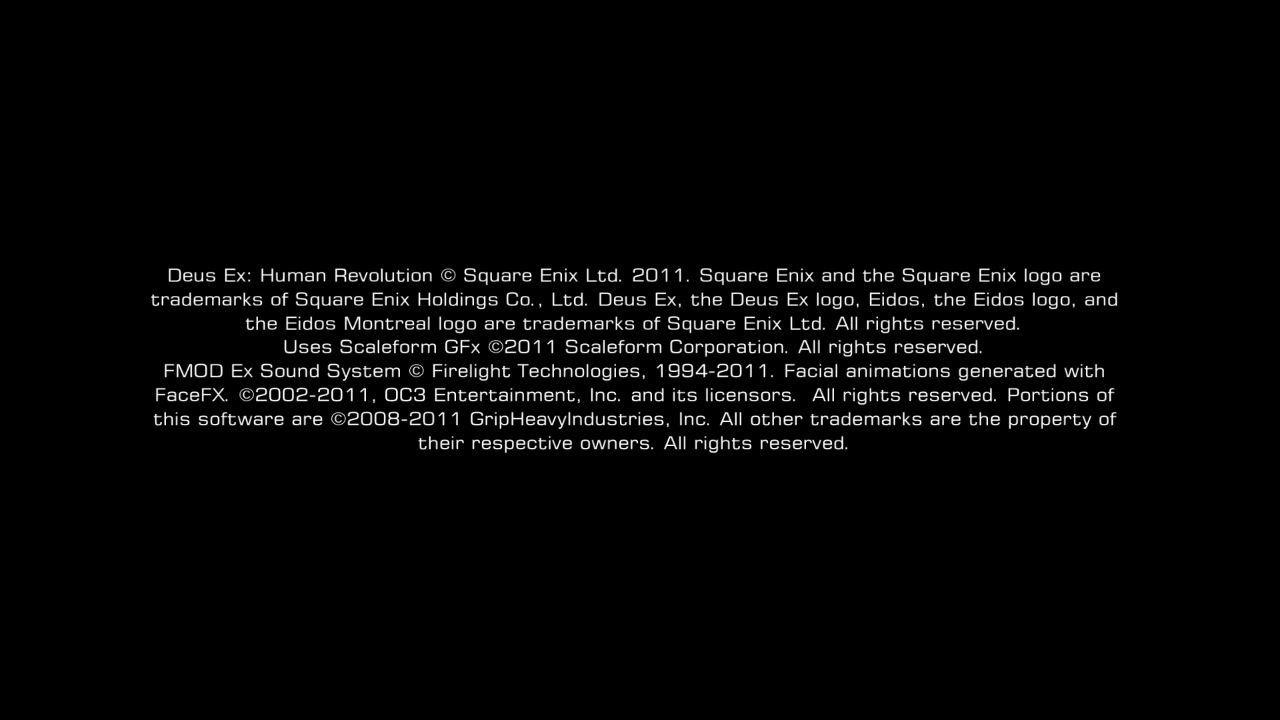 Deus Ex: Human Revolution © Square Enix Ltd. 2011. Square Enix and the Square Enix logo are
trademarks of Square Enix Holdings Co., Ltd. Deus Ex, the Deus Ex logo, Eidos, the Eidos logo, and
the Eidos Montreal logo are trademarks of Square Enix Ltd. All rights reserved.
Uses Scaleform GFx ©2011 Scaleform Corporation. All rights reserved.
FMOD Ex Sound System © Firelight Technologies, 1994-2011. Facial animations generated with
FaceFX. ©2002-2011, OC3 Entertainment, Inc. and its licensors.  All rights reserved. Portions of
this software are ©2008-2011 GripHeavyIndustries, Inc. All other trademarks are the property of
their respective owners. All rights reserved.